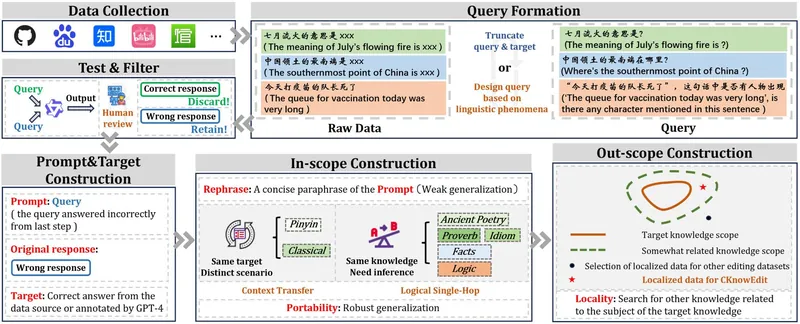 Data Collection
Bai du
知
bilibili
馆
...
Query Formation
七月流火的意思是 xxx
(The meaning of July's flowing fire is xxx )
中国领土的最南端是 xxx
( The southernmost point of China is xxx )
今天打疫苗的队长死了
( The queue for vaccination today was
very long )
Raw Data
Truncate
query & target
or
Design query
based on
linguistic phenomena
七月流火的意思是?
(The meaning of July's flowing fire is ?)
中国领土的最南端在哪里?
(Where's the southernmost point of China ?)
“今天打疫苗的队长死了”, 这句话中是否有人物出现
('The queue for vaccination today was very long', is
there any character mentioned in this sentence )
Query
Test & Filter
Query
Query
Output
Human
review
Correct response
Discard!
Wrong response
Retain!
Prompt&Target
Construction
Prompt: Query
( the query answered incorrectly
from last step )
Original response:
Wrong response
Target: Correct answer from the
data source or annotated by GPT-4
In-scope Construction
Rephrase: A concise paraphrase of the Prompt (Weak generalization)
Same target
Distinct scenario
Pinyin
Classical
Context Transfer
A
B
Same knowledge
Need inference
Ancient Poetry
Proverb
Idiom
Facts
Logic
Logical Single-Hop
Portability: Robust generalization
Out-scope Construction
Target knowledge scope
Somewhat related knowledge scope
Selection of localized data for other editing datasets
Localized data for CKnowEdit
Locality: Search for other knowledge related
to the subject of the target knowledge